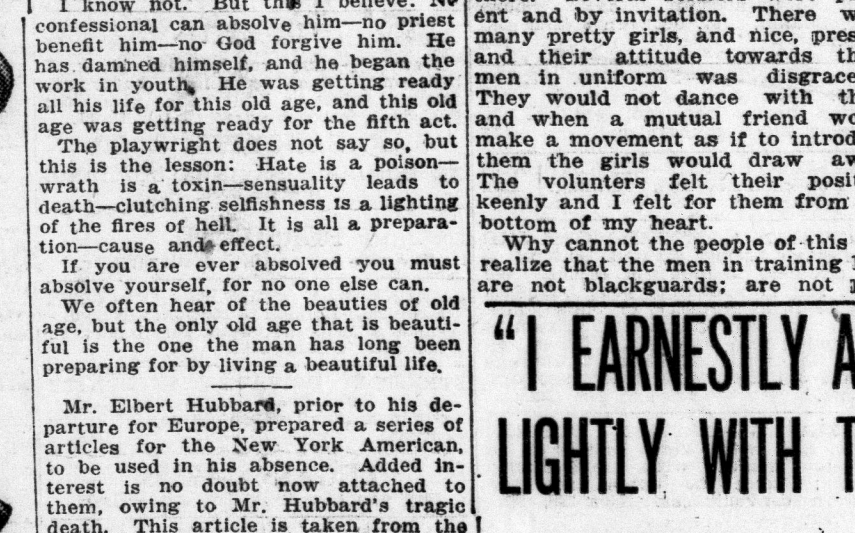 I know not. But this I believe. No
confessional can absolve him—no priest
benefit him—no God forgive him. He
has damned himself, and he began the
work in youth. He was getting ready
all his life for this old age, and this old
age was getting ready for the fifth act.
The playwright does not say so, but
this is the lesson: Hate is a poison—
wrath is a toxin—sensuality leads to
death—clutching selfishness is a lighting
of the fires of hell. It is all a prepara-
tion—cause and effect.
If you are ever absolved you must
absolve yourself, for no one else can.
We often hear of the beauties of old
age, but the only old age that is beauti-
ful is the one the man has long been
preparing for by living a beautiful life.
Mr. Elbert Hubbard, prior to his de-
parture for Europe, prepared a series of
articles for the New York American,
to be used in his absence. Added in-
terest is no doubt now attached to
them, owing to Mr. Hubbard's tragic
death. This article is taken from the
ent and by invitation. There w
many pretty girls, and nice, pres
and their attitude towards th
men in uniform was disgrace
They would not dance with th
and when a mutual friend wo
make a movement as if to introd
them the girls would draw aw
The volunters felt their posit
keenly and I felt for them from
bottom of my heart.
Why cannot the people of this
realize that the men in training
are not blackguards; are not
"I EARNESTLY A
LIGHTLY WITH T